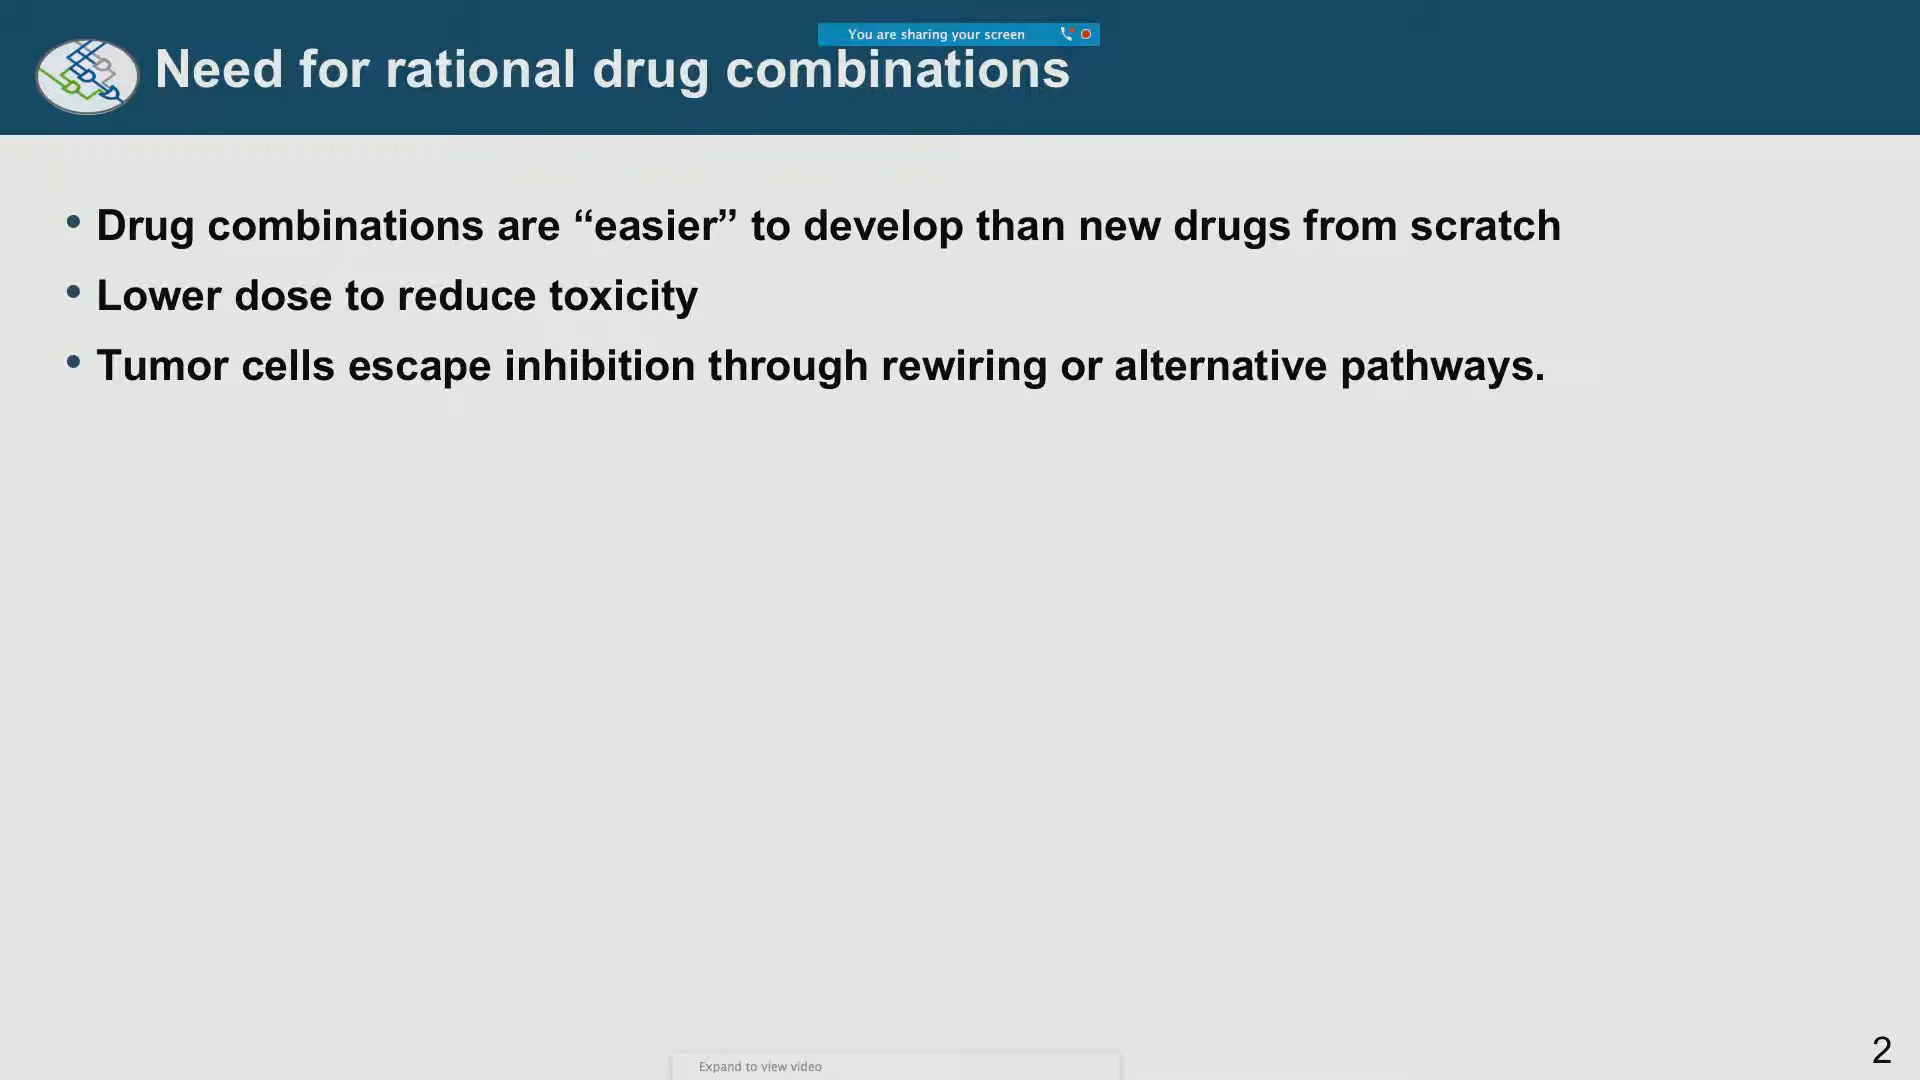 You are sharing your screen
Need for rational drug combinations
• Drug combinations are “easier” to develop than new drugs from scratch
• Lower dose to reduce toxicity
• Tumor cells escape inhibition through rewiring or alternative pathways.
Expand to view video
2